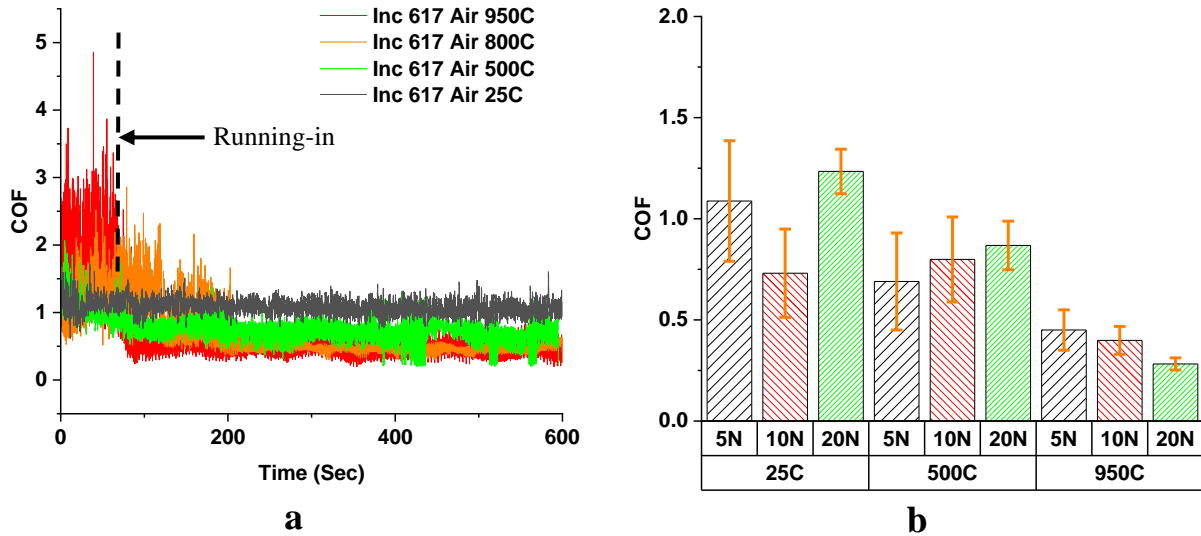 Inc 617 Air 950C
Inc 617 Air 800C
Inc 617 Air 500C
Inc 617 Air 25C
Running-in
COF
5
4
3
2
1
0
0 200 400 600
Time (Sec)
a
COF
2.0
1.5
1.0
0.5
0.0
5N 10N 20N 5N 10N 20N 5N 10N 20N
25C 500C 950C
b